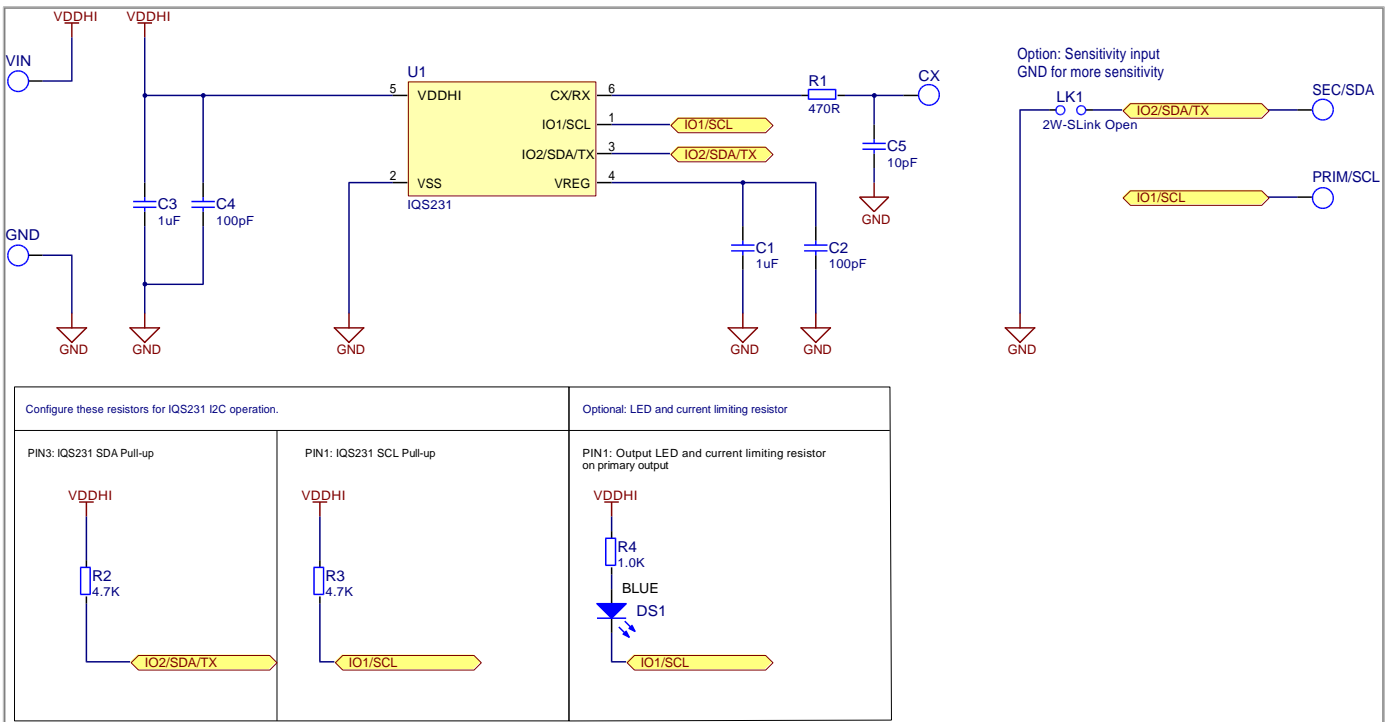 VDDHI
VDDHI
VIN
GND
GND
GND
C3
1uF
C4
100pF
U1
5
VDDHI
CX/RX
6
IO1/SCL
1
IO2/SDA/TX
3
2
VSS
VREG
4
IQS231
GND
IO1/SCL
IO2/SDA/TX
R1
470R
CX
C5
10pF
GND
C1
1uF
C2
100pF
GND
GND
Option: Sensitivity input
GND for more sensitivity
LK1
2W-SLink Open
IO2/SDA/TX
SEC/SDA
PRIM/SCL
IO1/SCL
GND
Configure these resistors for IQS231 I2C operation.
Optional: LED and current limiting resistor
PIN3: IQS231 SDA Pull-up
VDDHI
R2
4.7K
IO2/SDA/TX
PIN1: IQS231 SCL Pull-up
VDDHI
R3
4.7K
IO1/SCL
PIN1: Output LED and current limiting resistor
on primary output
VDDHI
R4
1.0K
BLUE
DS1
IO1/SCL